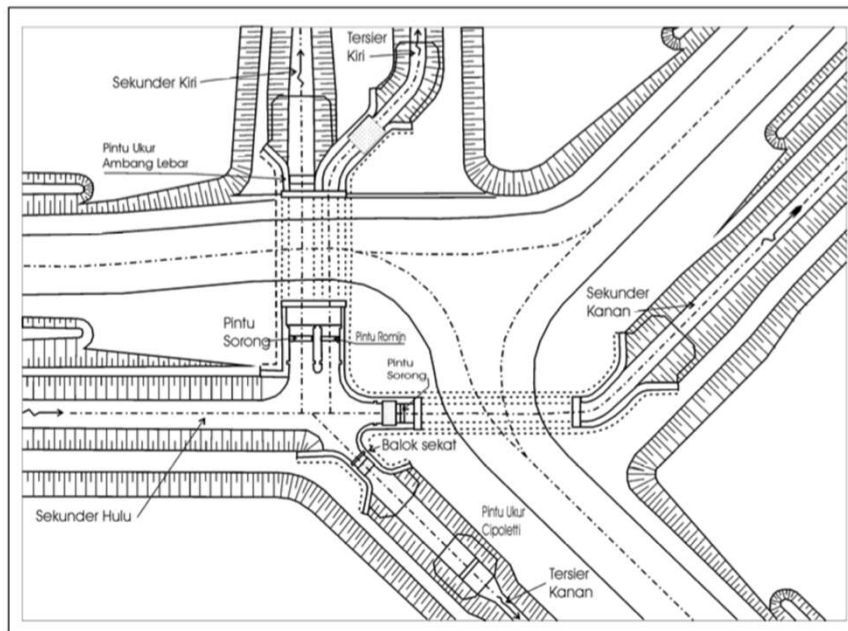 Tersier
Kiri
Sekunder Kiri
Pintu Ukur
Ambang Lebar
Sekunder
Kanan
Pintu
Sorong
Pintu Romijn
Pintu
Sorong
Balok sekat
Sekunder Hulu
Pintu Ukur
Cipoletti
Tersier
Kanan